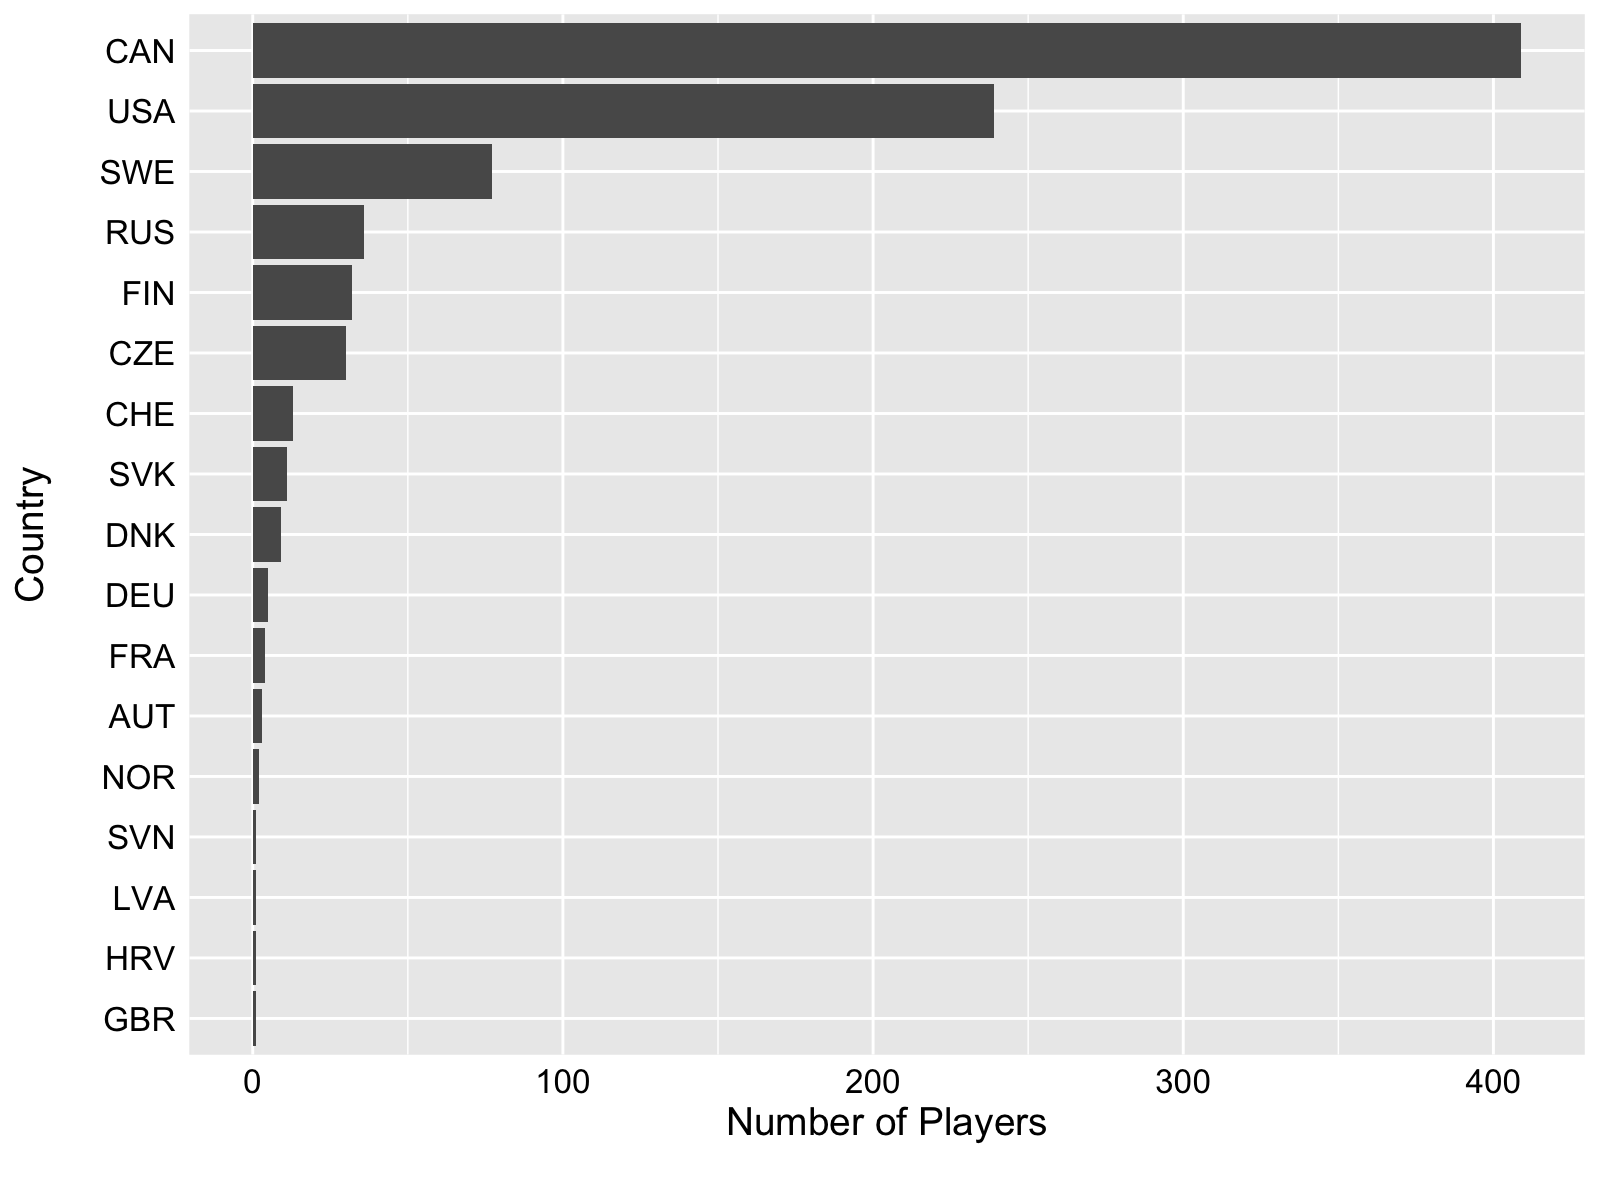 CAN
USA
SWE
RUS
FIN
CZE
CHE
SVK
DNK
DEU
FRA
AUT
NOR
SVN
LVA
HRV
GBR
Country
0 100 200 300 400
Number of Players